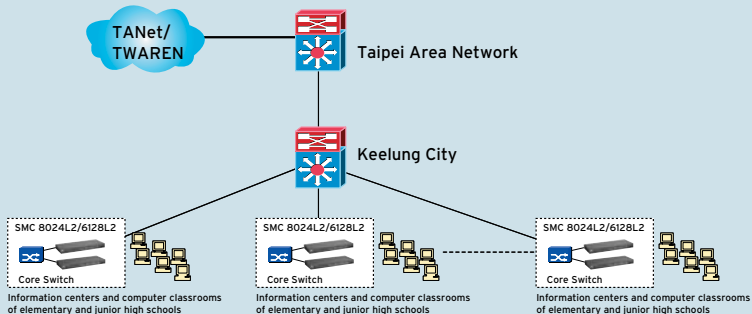 TANet/
TWAREN
Taipei Area Network
Keelung City
SMC 8024L2/6128L2
Core Switch
Information centers and computer classrooms
of elementary and junior high schools
SMC 8024L2/6128L2
Core Switch
Information centers and computer classrooms
of elementary and junior high schools
SMC 8024L2/6128L2
Core Switch
Information centers and computer classrooms
of elementary and junior high schools